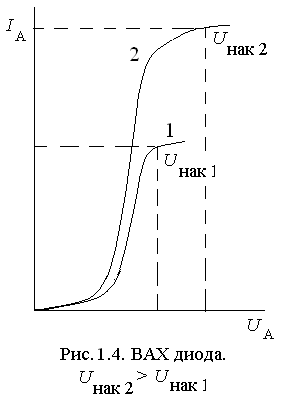 I А
2
U нак 2
1
U нак 1
U А
Рис. 1.4. ВАХ диода.
U нак 2 > U нак 1